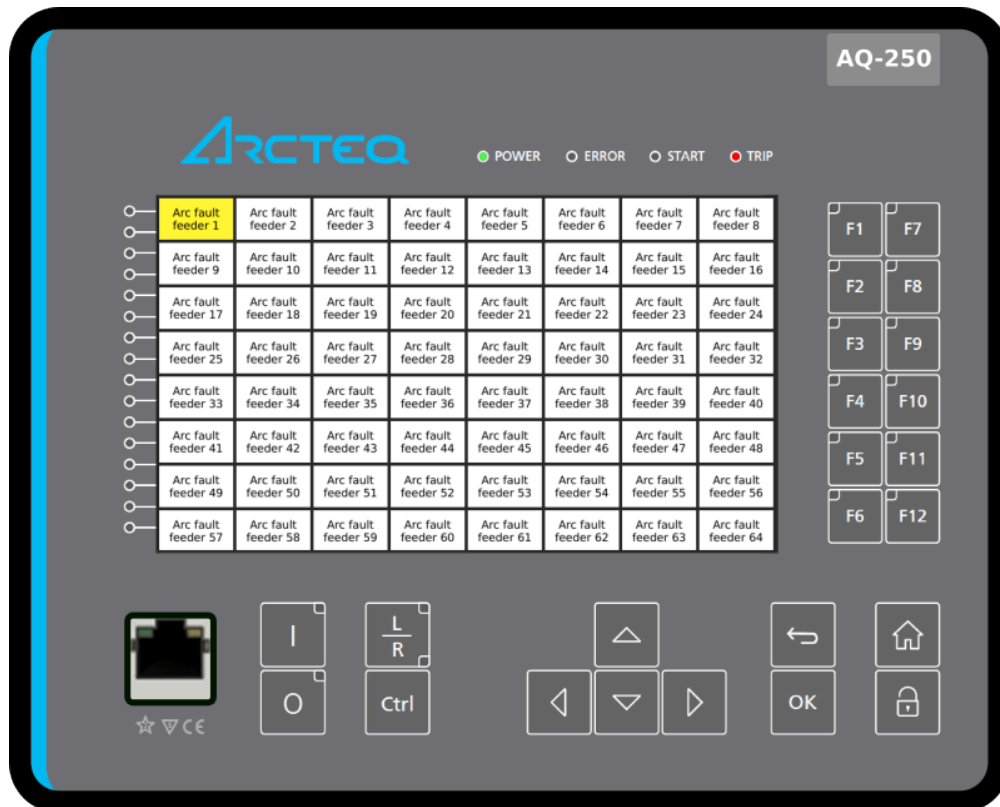 AQ-250
ARCTEQ
POWER ERROR START TRIP
Arc fault feeder 1
Arc fault feeder 2
Arc fault feeder 3
Arc fault feeder 4
Arc fault feeder 5
Arc fault feeder 6
Arc fault feeder 7
Arc fault feeder 8
Arc fault feeder 9
Arc fault feeder 10
Arc fault feeder 11
Arc fault feeder 12
Arc fault feeder 13
Arc fault feeder 14
Arc fault feeder 15
Arc fault feeder 16
Arc fault feeder 17
Arc fault feeder 18
Arc fault feeder 19
Arc fault feeder 20
Arc fault feeder 21
Arc fault feeder 22
Arc fault feeder 23
Arc fault feeder 24
Arc fault feeder 25
Arc fault feeder 26
Arc fault feeder 27
Arc fault feeder 28
Arc fault feeder 29
Arc fault feeder 30
Arc fault feeder 31
Arc fault feeder 32
Arc fault feeder 33
Arc fault feeder 34
Arc fault feeder 35
Arc fault feeder 36
Arc fault feeder 37
Arc fault feeder 38
Arc fault feeder 39
Arc fault feeder 40
Arc fault feeder 41
Arc fault feeder 42
Arc fault feeder 43
Arc fault feeder 44
Arc fault feeder 45
Arc fault feeder 46
Arc fault feeder 47
Arc fault feeder 48
Arc fault feeder 49
Arc fault feeder 50
Arc fault feeder 51
Arc fault feeder 52
Arc fault feeder 53
Arc fault feeder 54
Arc fault feeder 55
Arc fault feeder 56
Arc fault feeder 57
Arc fault feeder 58
Arc fault feeder 59
Arc fault feeder 60
Arc fault feeder 61
Arc fault feeder 62
Arc fault feeder 63
Arc fault feeder 64
F1 F7
F2 F8
F3 F9
F4 F10
F5 F11
F6 F12
I
L
R
O
Ctrl
OK
CE